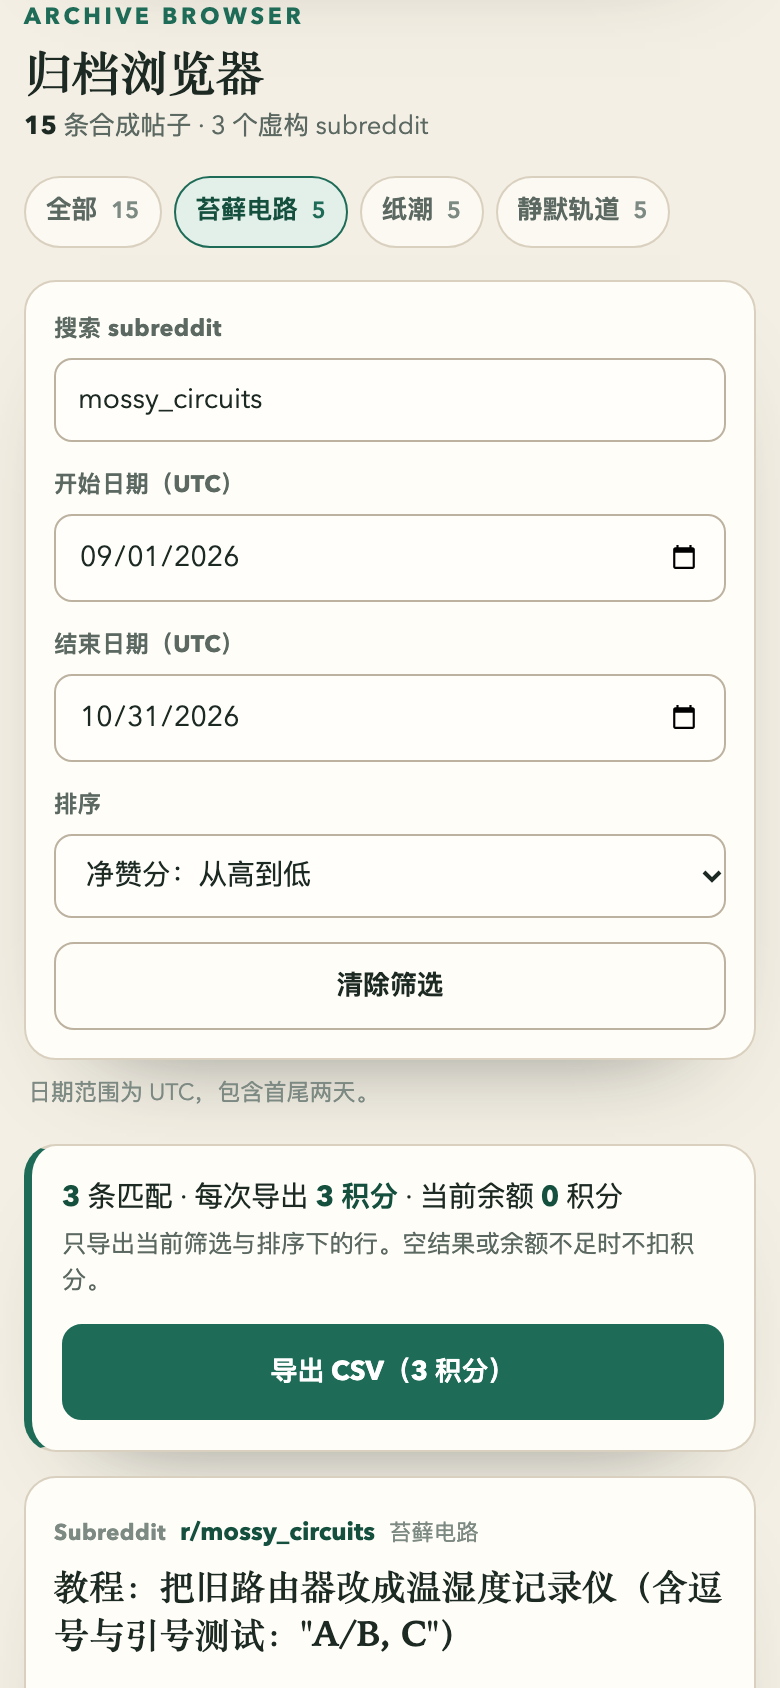 ARCHIVE BROWSER
归档浏览器
15 条合成帖子 · 3 个虚构 subreddit
全部 15 苔藓电路 5 纸潮 5 静默轨道 5
搜索 subreddit
mossy_circuits
开始日期（UTC）
09/01/2026
结束日期（UTC）
10/31/2026
排序
净赞分：从高到低
清除筛选
日期范围为 UTC，包含首尾两天。
3 条匹配 · 每次导出 3 积分 · 当前余额 0 积分
只导出当前筛选与排序下的行。空结果或余额不足时不扣积
分。
导出 CSV（3 积分）
Subreddit r/mossy_circuits 苔藓电路
教程：把旧路由器改成温湿度记录仪（含逗
号与引号测试："A/B, C"）